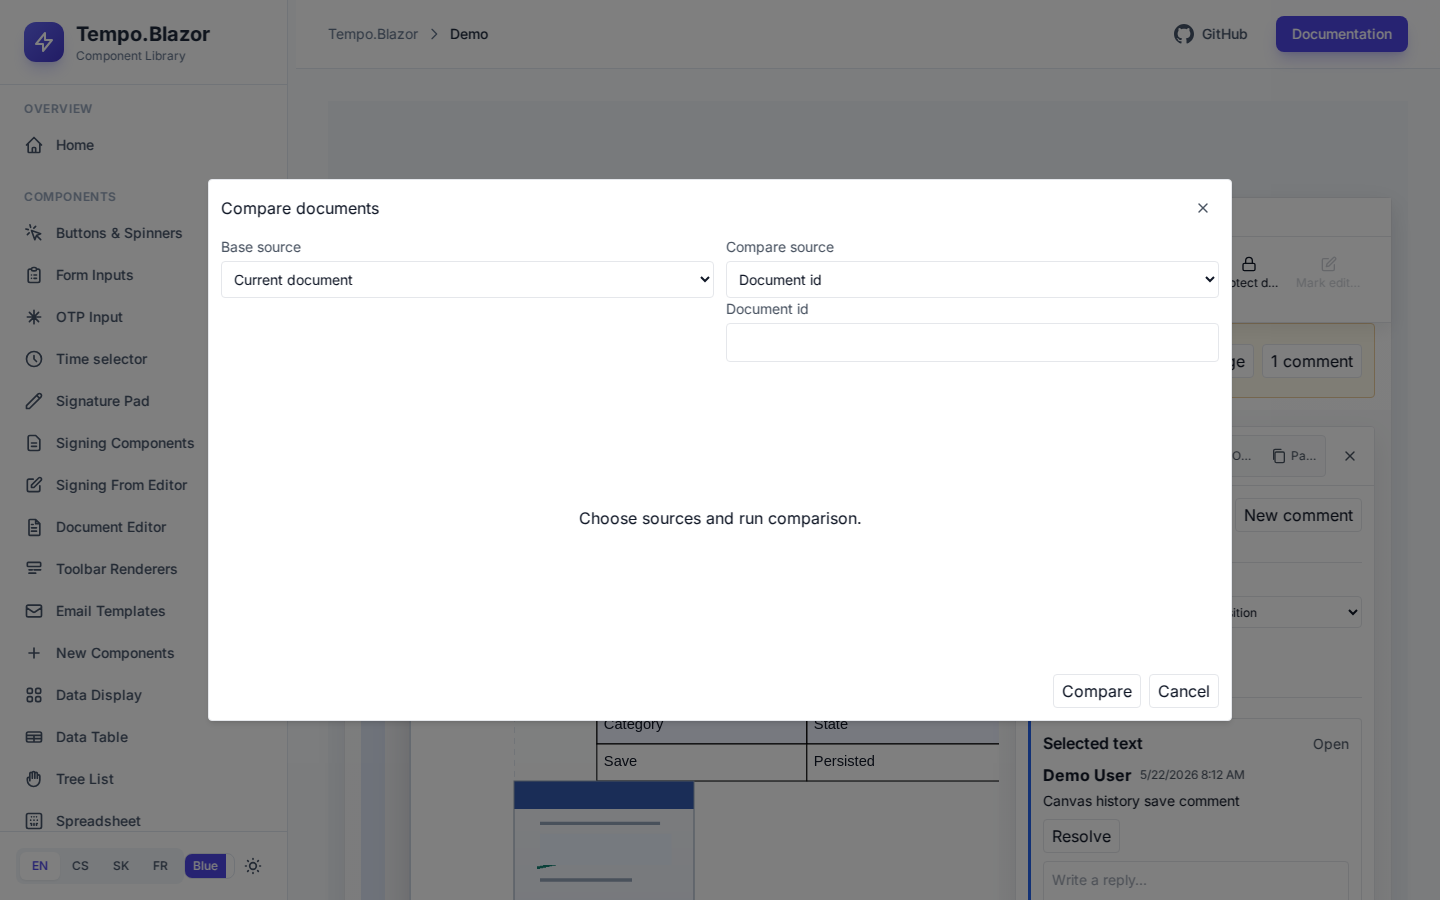 Tempo.Blazor
Component Library
Tempo.Blazor
Demo
GitHub
Documentation
OVERVIEW
Home
COMPONENTS
Buttons & Spinners
Form Inputs
OTP Input
Time selector
Signature Pad
Signing Components
Signing From Editor
Document Editor
Toolbar Renderers
Email Templates
New Components
Data Display
Data Table
Tree List
Spreadsheet
EN CS SK FR Blue
Compare documents
Base source
Current document
Compare source
Document id
Document id
Choose sources and run comparison.
Compare Cancel
otect d...
Mark edit...
ge
1 comment
O...
Pa...
New comment
ition
Category State
Save Persisted
Selected text
Open
Demo User 5/22/2026 8:12 AM
Canvas history save comment
Resolve
Write a reply...